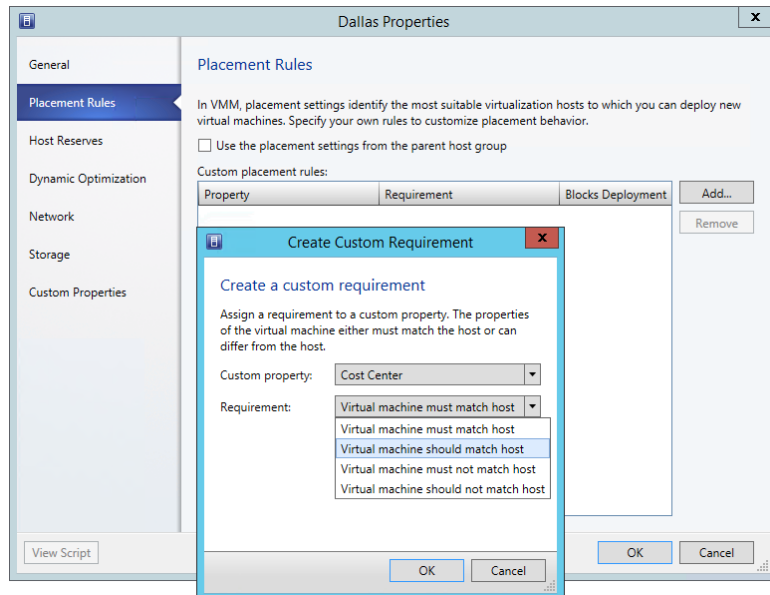 Dallas Properties
x
General
Placement Rules
Host Reserves
Dynamic Optimization
Network
Storage
Custom Properties
View Script
Placement Rules
In VMM, placement settings identify the most suitable virtualization hosts to which you can deploy new
virtual machines. Specify your own rules to customize placement behavior.
Use the placement settings from the parent host group
Custom placement rules:
Property Requirement Blocks Deployment
Add...
Remove
Create Custom Requirement
x
Create a custom requirement
Assign a requirement to a custom property. The properties
of the virtual machine either must match the host or can
differ from the host.
Custom property: Cost Center
Requirement: Virtual machine must match host
Virtual machine must match host
Virtual machine should match host
Virtual machine must not match host
Virtual machine should not match host
OK Cancel
OK Cancel